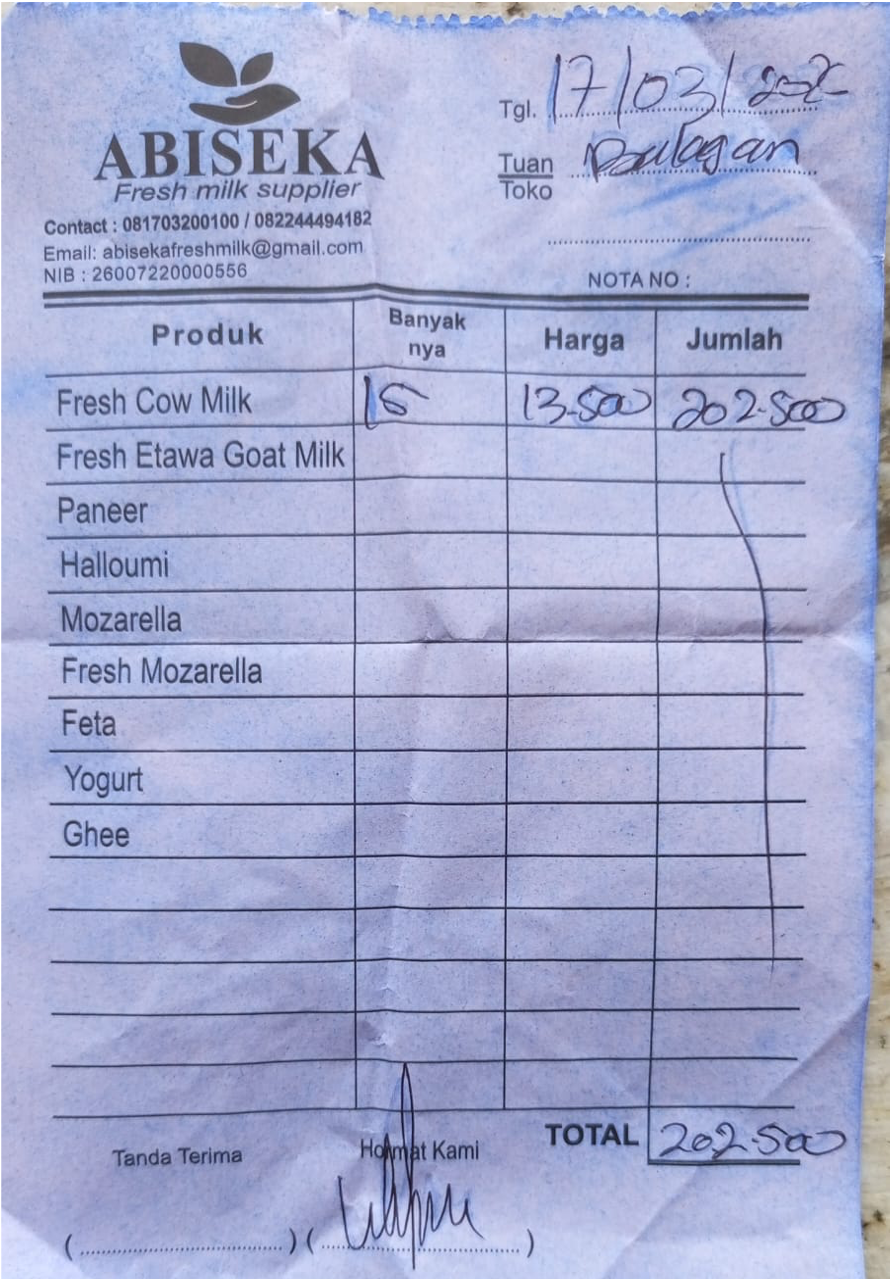 ABISEKA
Fresh milk supplier
Contact : 081703200100 / 082244494182
Email: abisekafreshmilk@gmail.com
NIB : 26007220000556
Tgl. 17/03/
Tuan
Toko
NOTA NO :
Produk Banyak nya Harga Jumlah
Fresh Cow Milk 15 13.500 202.500
Fresh Etawa Goat Milk
Paneer
Halloumi
Mozarella
Fresh Mozarella
Feta
Yogurt
Ghee
TOTAL 202.500
Tanda Terima Hormat Kami
(....................) (....................)